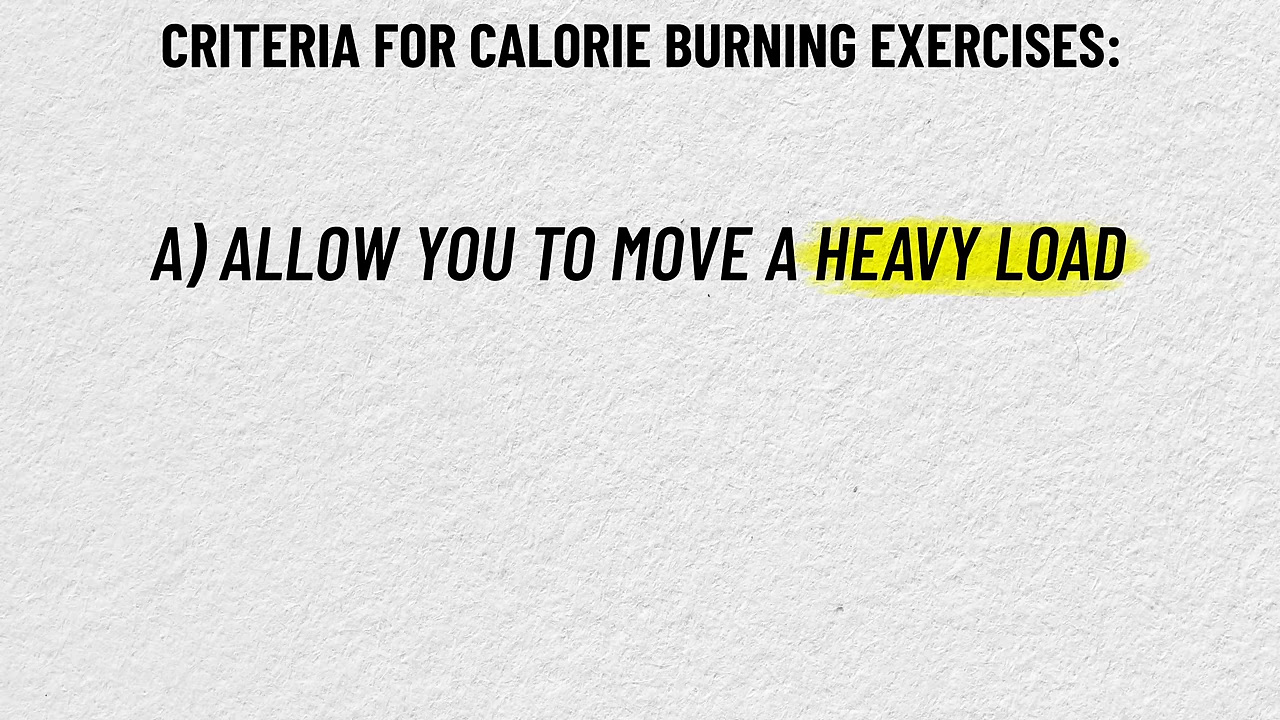 CRITERIA FOR CALORIE BURNING EXERCISES:
A) ALLOW YOU TO MOVE A HEAVY LOAD